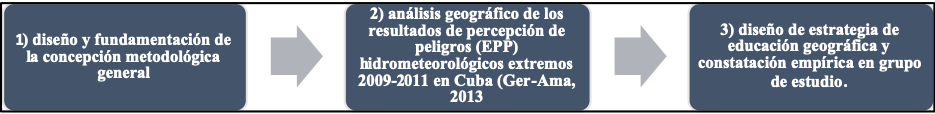 1) diseño y fundamentación de
la concepción metodológica
general
2) análisis geográfico de los
resultados de percepción de
peligros (EPP)
hidrometeorológicos extremos
2009-2011 en Cuba (Ger-Ama,
2013
3) diseño de estrategia de
educación geográfica y
constatación empírica en grupo
de estudio.